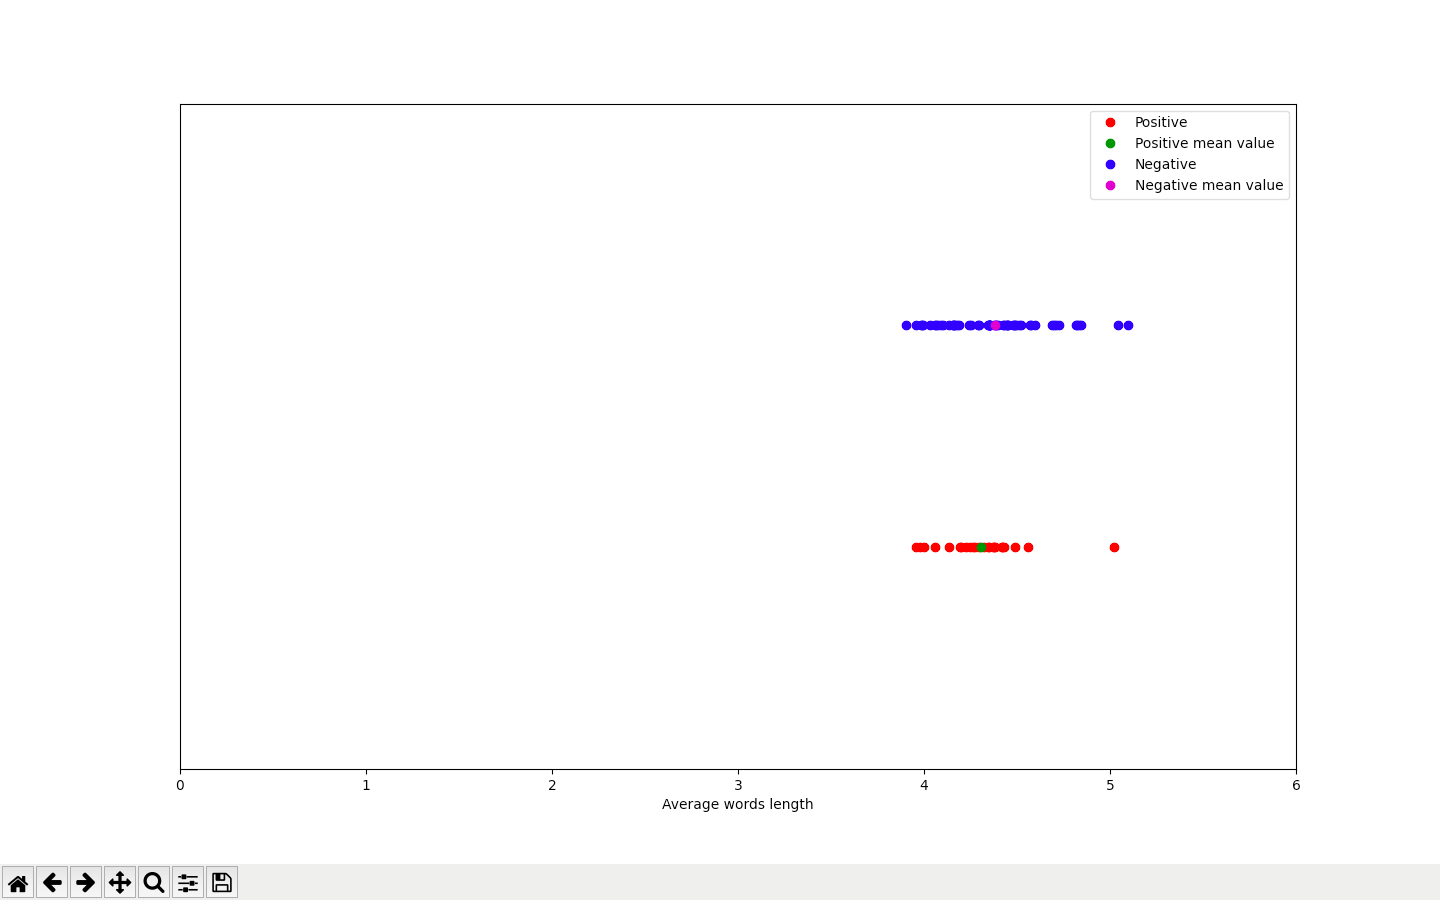 Positive
Positive mean value
Negative
Negative mean value
0 1 2 3 4 5 6
Average words length